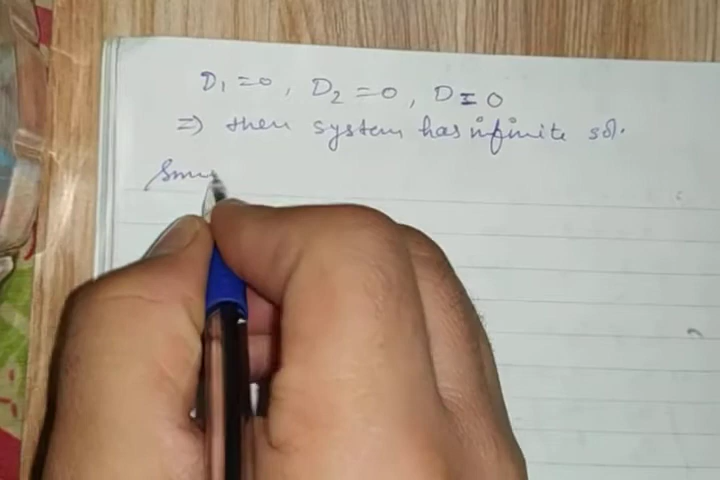 D₁ = 0, D₂ = 0, D = 0
⇒ then system has infinite sol.